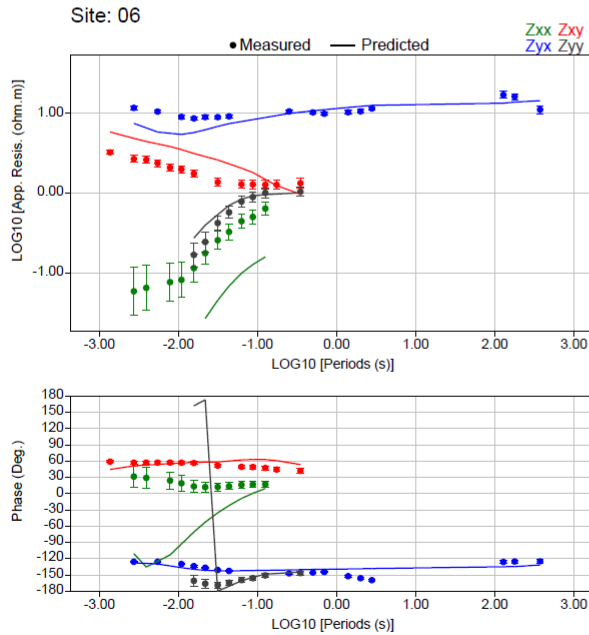 Site: 06
Measured Predicted
Zxx Zxy
Zyx Zyy
LOG10 [App. Resis. (ohm.m)]
1.00
0.00
-1.00
-3.00 -2.00 -1.00 0.00 1.00 2.00 3.00
LOG10 [Periods (s)]
Phase (Deg.)
180
150
120
90
60
30
0
-30
-60
-90
-120
-150
-180
-3.00 -2.00 -1.00 0.00 1.00 2.00 3.00
LOG10 [Periods (s)]